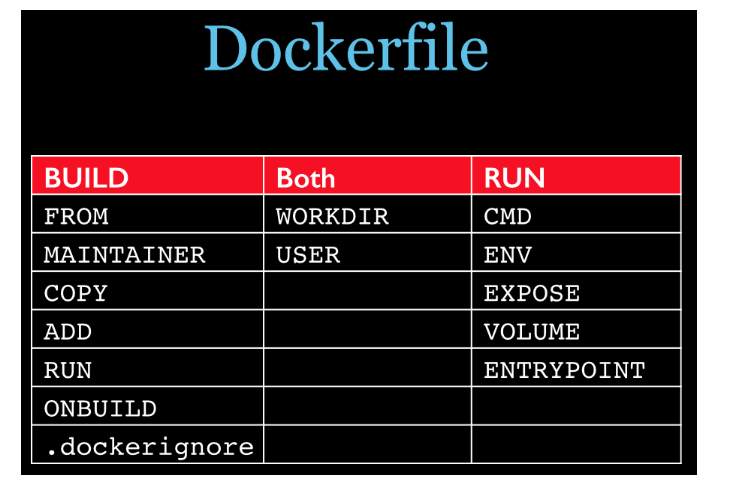 Dockerfile
BUILD Both RUN
FROM WORKDIR CMD
MAINTAINER USER ENV
COPY EXPOSE
ADD VOLUME
RUN ENTRYPOINT
ONBUILD
.dockerignore